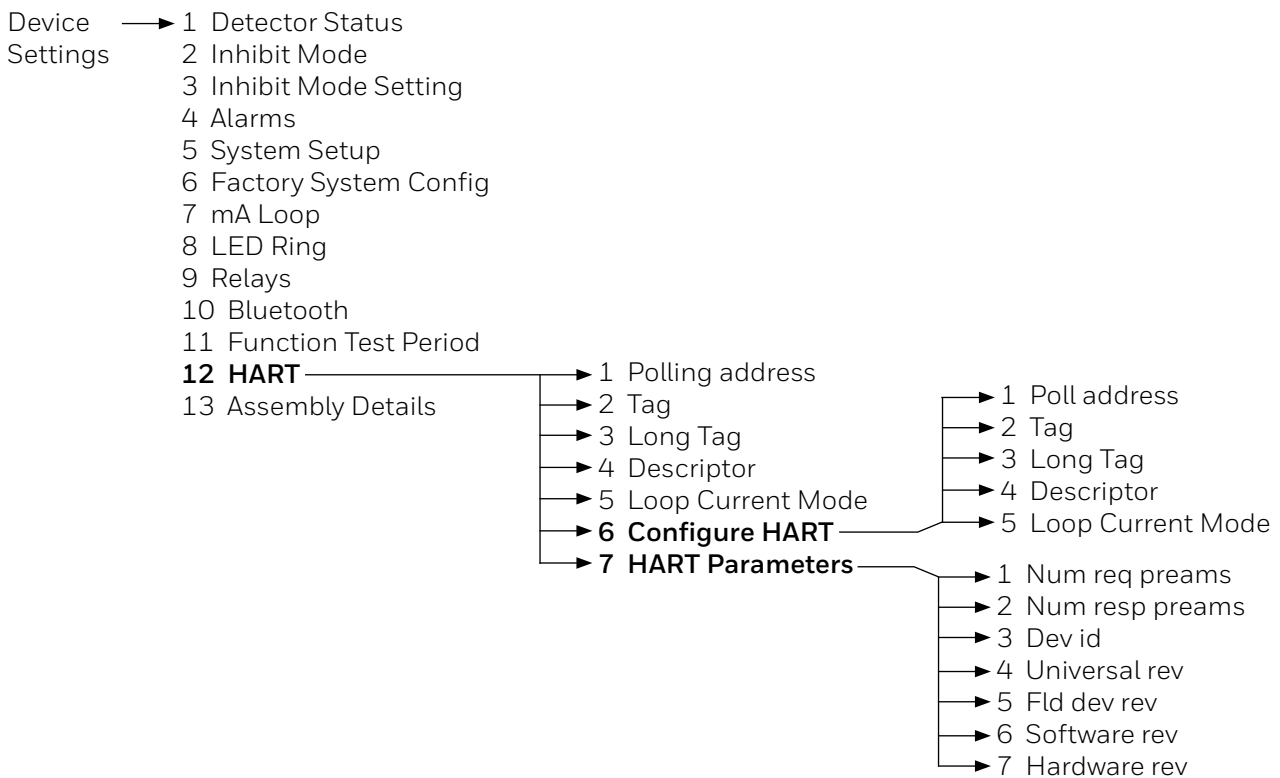 Device
Settings
1 Detector Status
2 Inhibit Mode
3 Inhibit Mode Setting
4 Alarms
5 System Setup
6 Factory System Config
7 mA Loop
8 LED Ring
9 Relays
10 Bluetooth
11 Function Test Period
12 HART
13 Assembly Details
1 Polling address
2 Tag
3 Long Tag
4 Descriptor
5 Loop Current Mode
6 Configure HART
7 HART Parameters
1 Poll address
2 Tag
3 Long Tag
4 Descriptor
5 Loop Current Mode
1 Num req preams
2 Num resp preams
3 Dev id
4 Universal rev
5 Fld dev rev
6 Software rev
7 Hardware rev